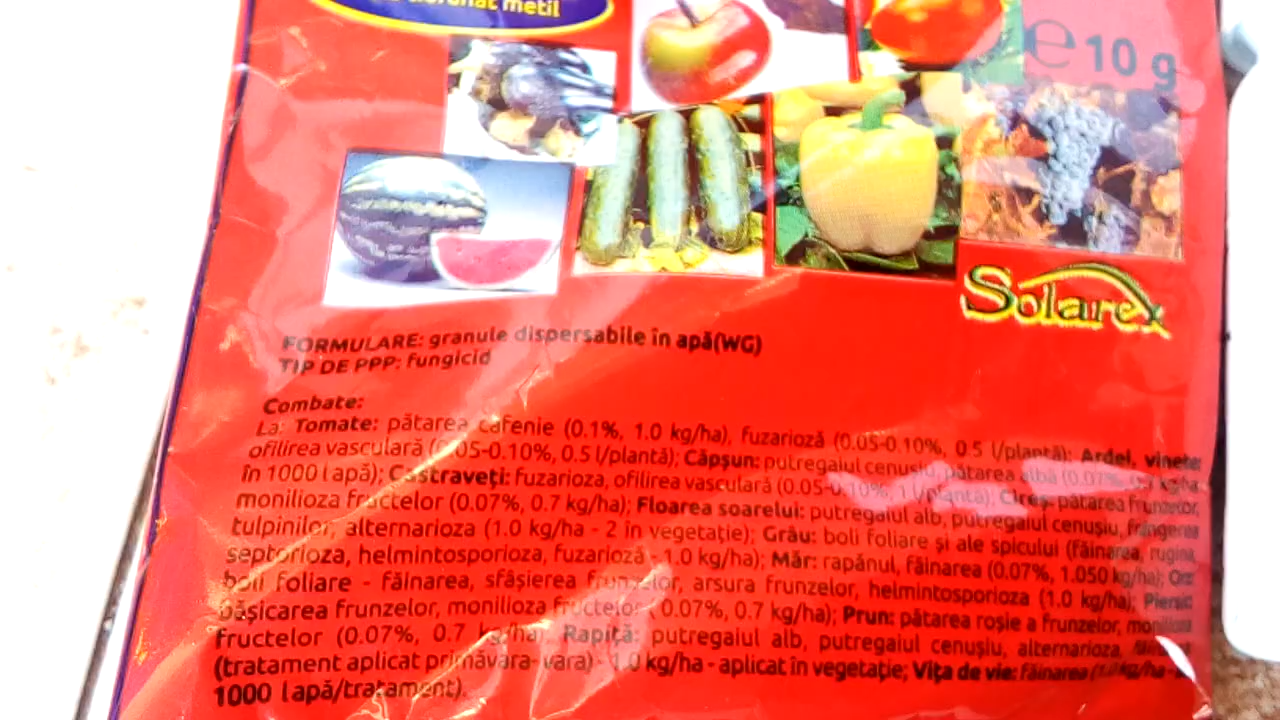 metil
℮ 10 g
Solarex
FORMULARE: granule dispersabile în apă(WG)
TIP DE PPP: fungicid
Combate:
La: Tomate: pătarea cafenie (0.1%, 1.0 kg/ha), fuzarioză (0.05-0.10%, 0.5 l/plantă); Ardei, vinete
ofilirea vasculară (0.05-0.10%, 0.5 l/plantă); Căpșun: putregaiul cenușiu, pătarea albă (0.07%,
în 1000 l apă); Castraveți: fuzarioza, ofilirea vasculară (0.05-0.10%, 1 l/plantă); Cireș: pătarea frunzelor,
monilioza fructelor (0.07%, 0.7 kg/ha); Floarea soarelui: putregaiul alb, putregaiul cenușiu, frângerea
tulpinilor, alternarioza (1.0 kg/ha - 2 în vegetație); Grâu: boli foliare și ale spicului (făinarea, rugina
septorioza, helmintosporioza, fuzarioză - 1.0 kg/ha); Măr: rapănul, făinarea (0.07%, 1.050 kg/ha); Orz
boli foliare - făinarea, sfâșierea frunzelor, arsura frunzelor, helmintosporioza (1.0 kg/ha); Piersic
bășicarea frunzelor, monilioza fructelor (0.07%, 0.7 kg/ha); Prun: pătarea roșie a frunzelor, monilioza
fructelor (0.07%, 0.7 kg/ha); Rapiță: putregaiul alb, putregaiul cenușiu, alternarioza,
(tratament aplicat primăvara-vara) - 1.0 kg/ha - aplicat în vegetație; Vița de vie: făinarea
1000 l apă/tratament).